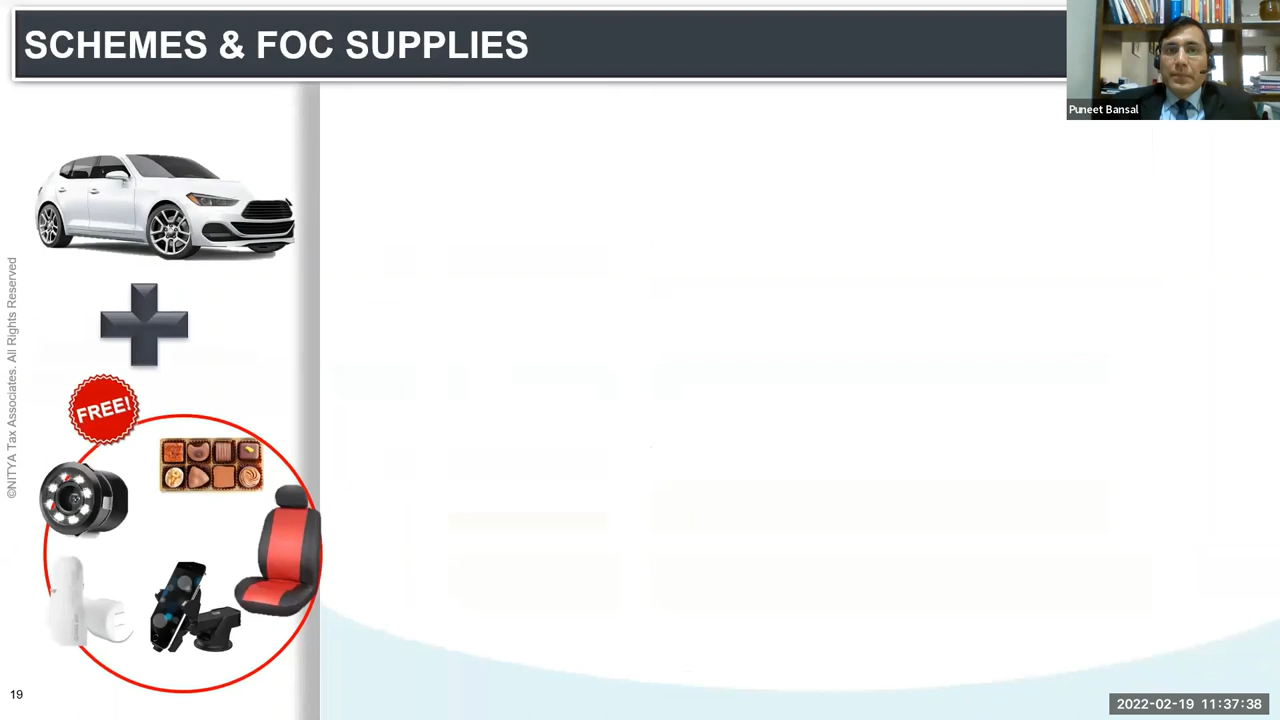 SCHEMES & FOC SUPPLIES
Puneet Bansal
©NITYA Tax Associates. All Rights Reserved
FREE!
19
2022-02-19 11:37:38